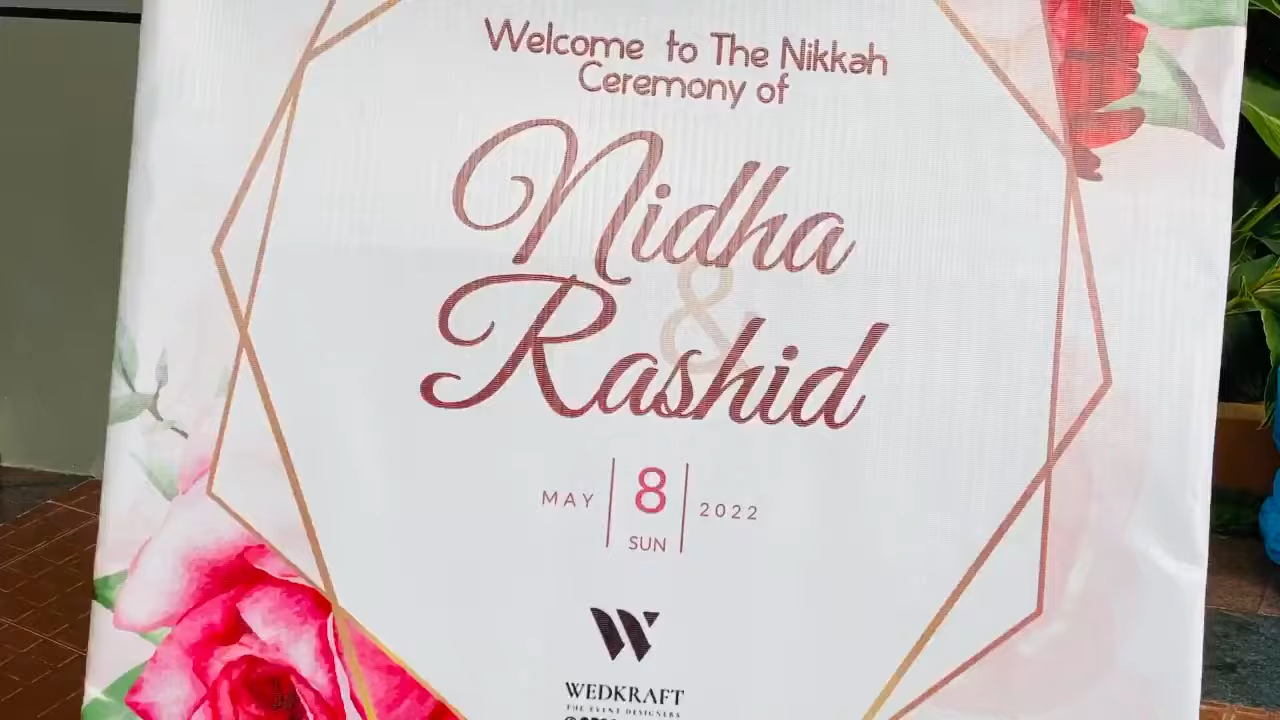 Welcome to The Nikkah
Ceremony of
Nidha
&
Rashid
MAY 8 2022
SUN
W
WEDKRAFT
THE EVENT DESIGNERS